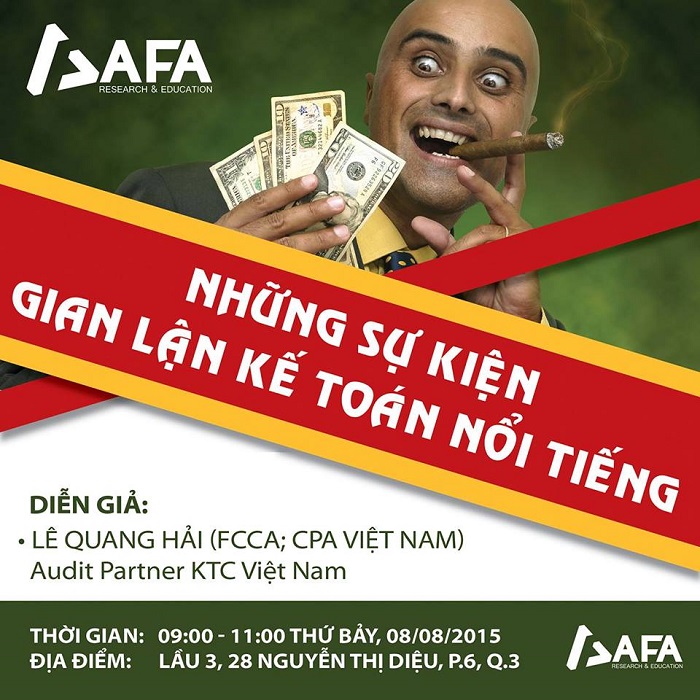 AFA
RESEARCH & EDUCATION
NHỮNG SỰ KIỆN
GIAN LẬN KẾ TOÁN NỔI TIẾNG
DIỄN GIẢ:
• LÊ QUANG HẢI (FCCA; CPA VIỆT NAM)
Audit Partner KTC Việt Nam
THỜI GIAN: 09:00 - 11:00 THỨ BẢY, 08/08/2015
ĐỊA ĐIỂM: LẦU 3, 28 NGUYỄN THỊ DIỆU, P.6, Q.3
AFA
RESEARCH & EDUCATION